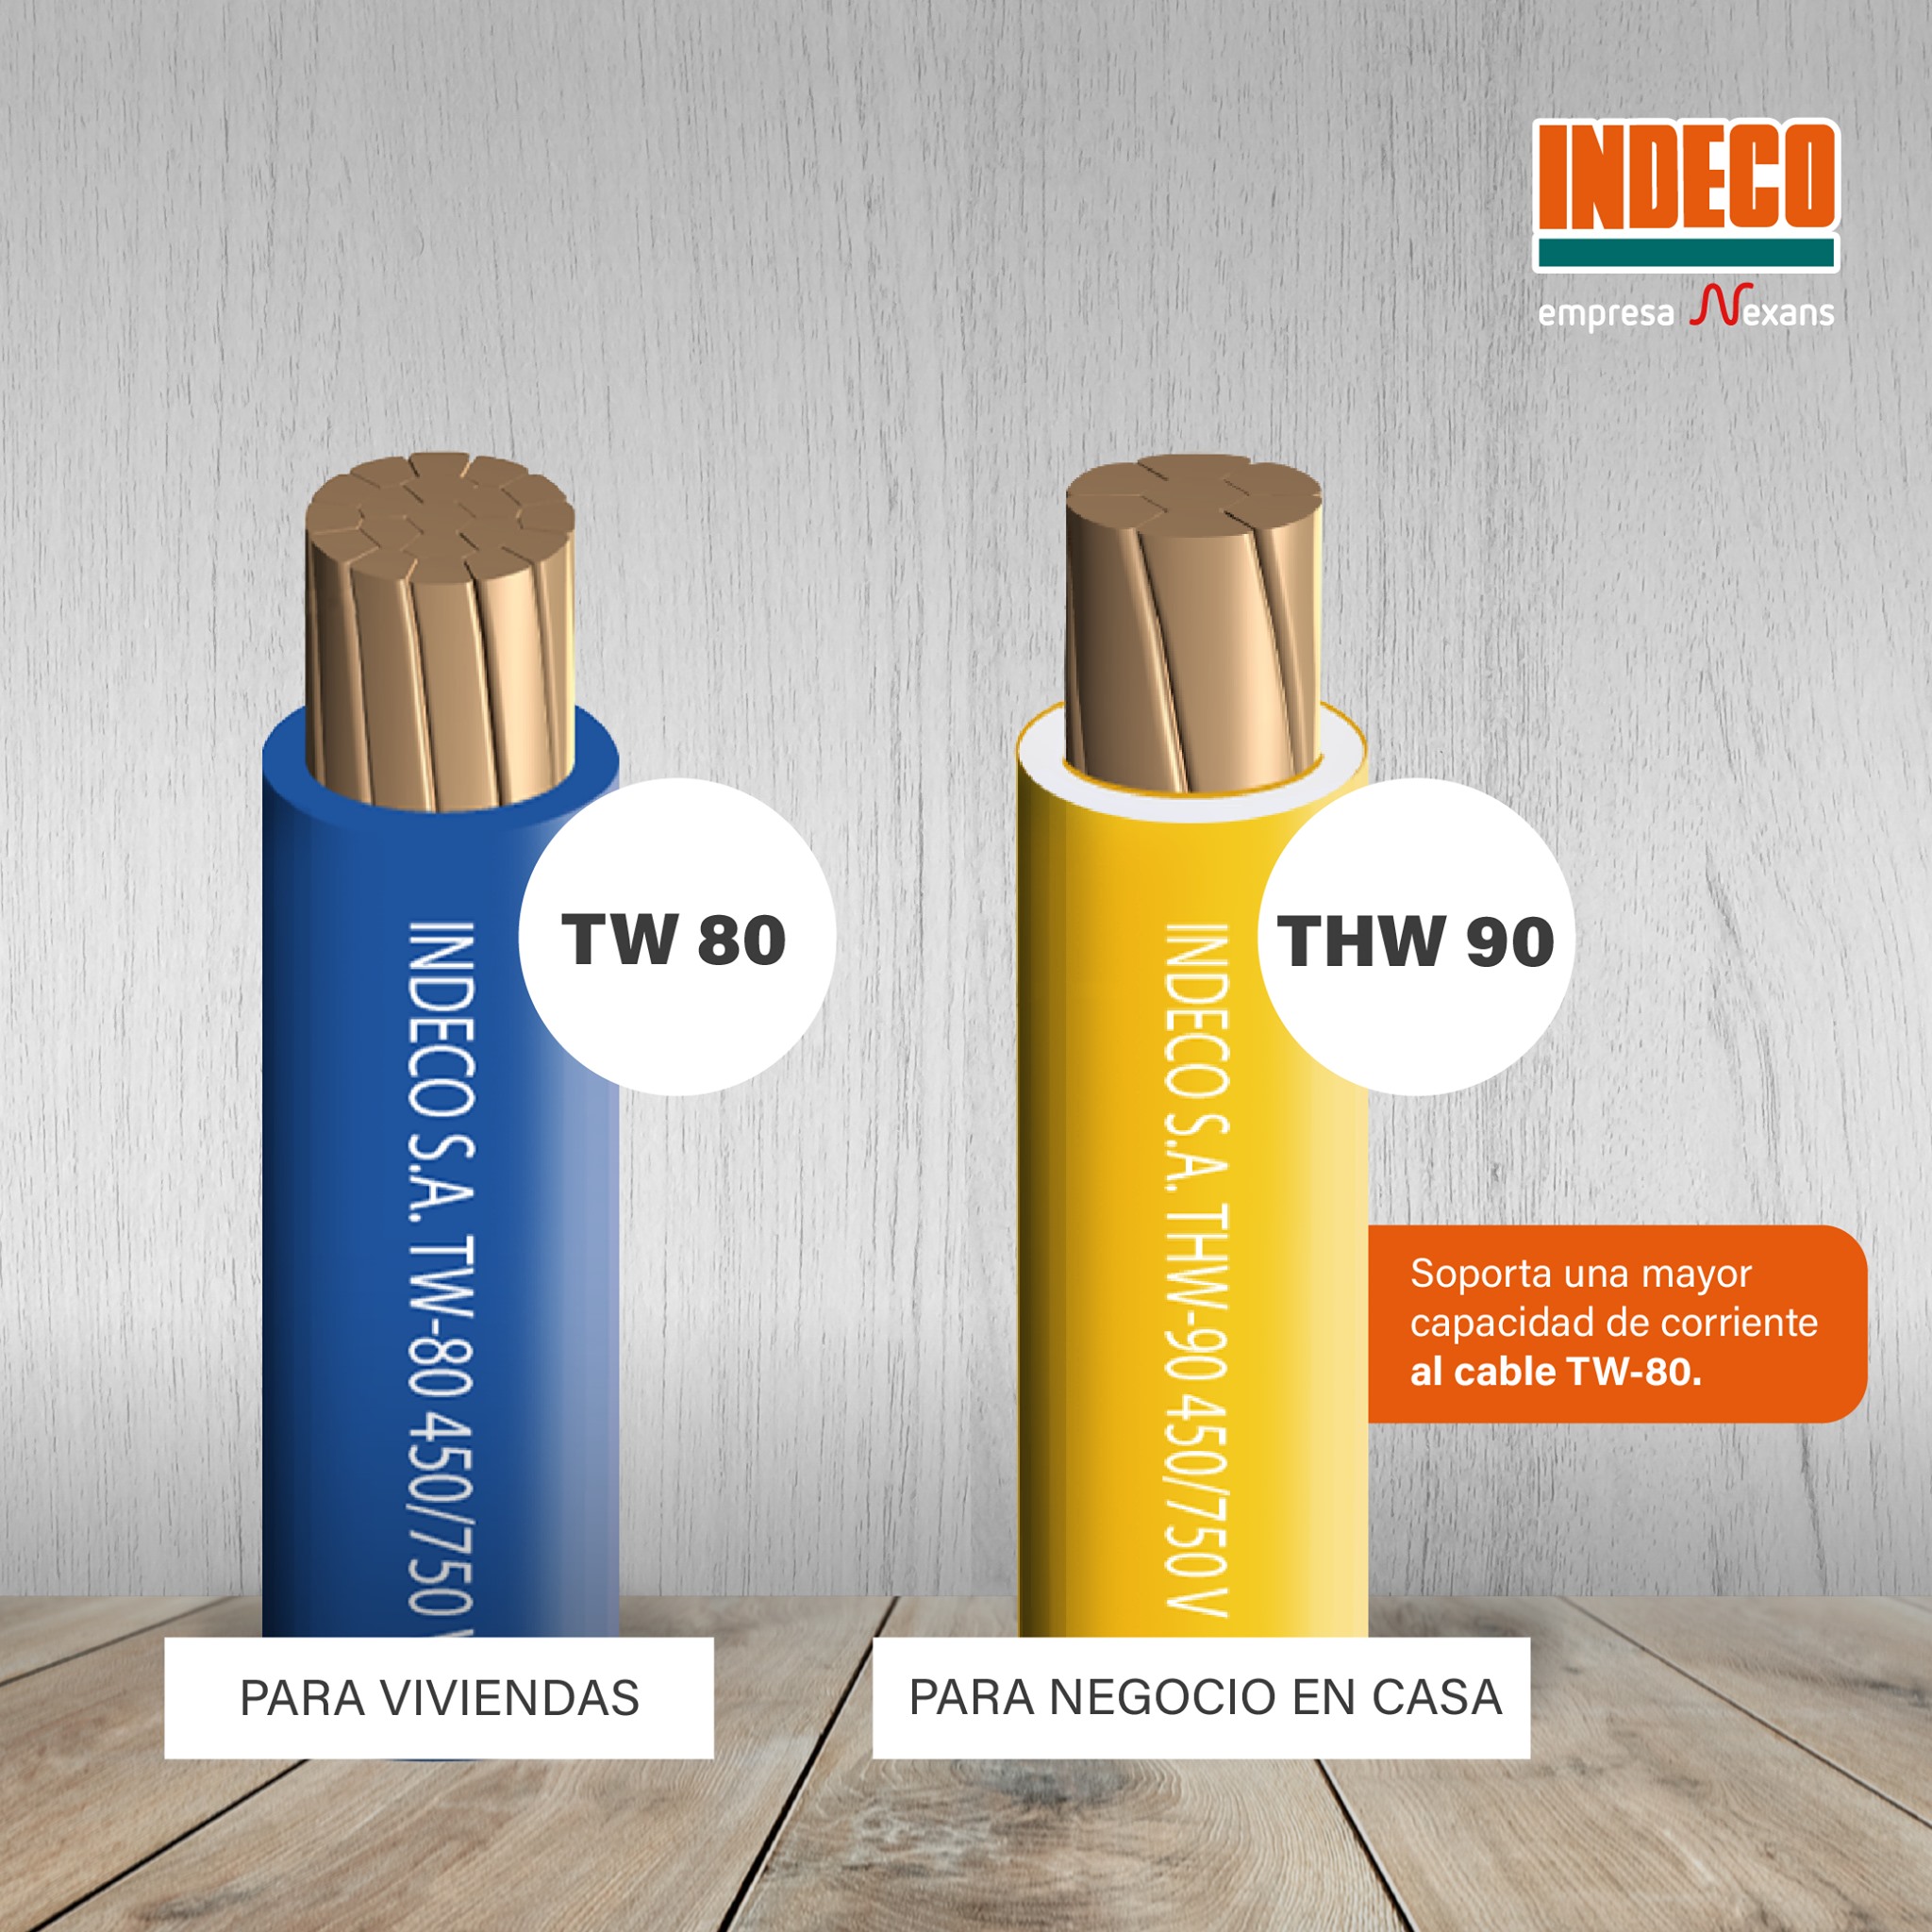 INDECO
empresa Nexans
TW 80
THW 90
INDECO S.A. TW-80 450/750 V
INDECO S.A. THW-90 450/750 V
Soporta una mayor
capacidad de corriente
al cable TW-80.
PARA VIVIENDAS
PARA NEGOCIO EN CASA